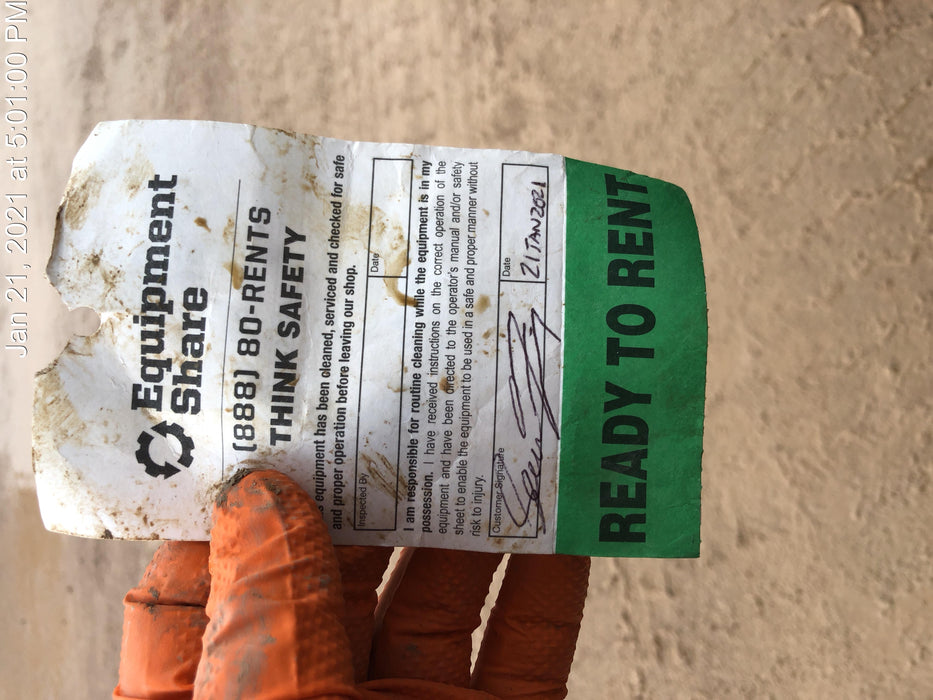 Jan 21, 2021 at 5:01:00 PM
Equipment
Share
(888) 80-RENTS
THINK SAFETY
equipment has been cleaned, serviced and checked for safe
and proper operation before leaving our shop.
Inspected By
Date
I am responsible for routine cleaning while the equipment is in my
possession. I have received instructions on the correct operation of the
equipment and have been directed to the operator's manual and/or safety
sheet to enable the equipment to be used in a safe and proper manner without
risk to injury.
Customer Signature
Date
21JAN2021
READY TO RENT